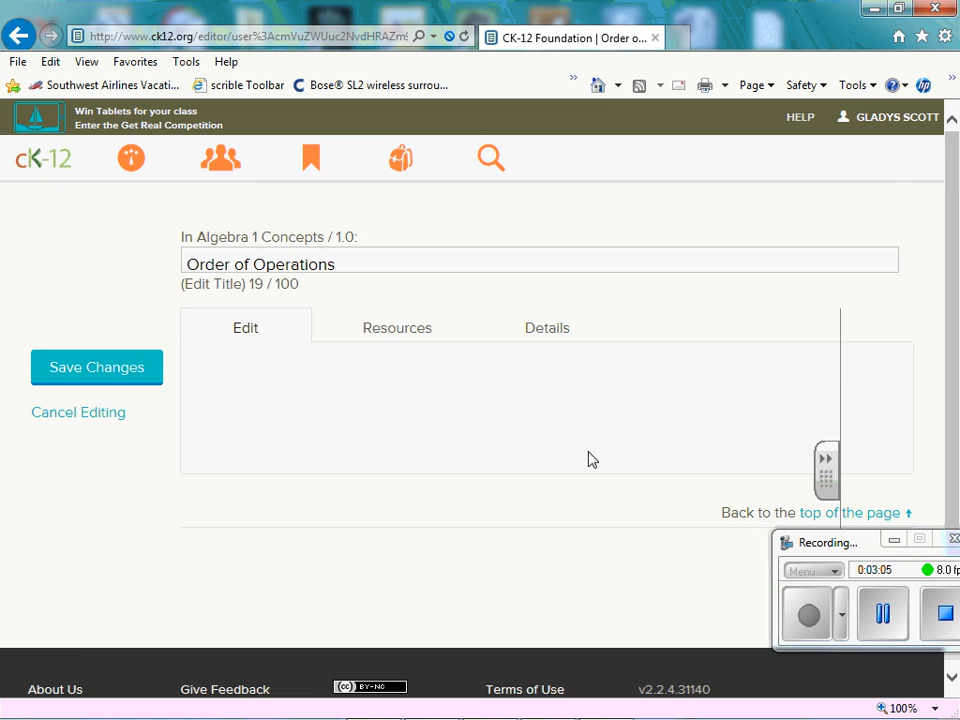 http://www.ck12.org/editor/user%3AcmVuZWUuc2NvdHRAZm9
CK-12 Foundation | Order o...
File Edit View Favorites Tools Help
Southwest Airlines Vacati... scrible Toolbar Bose® SL2 wireless surrou... Page Safety Tools
Win Tablets for your class
Enter the Get Real Competition
HELP GLADYS SCOTT
cK-12
In Algebra 1 Concepts / 1.0:
Order of Operations
(Edit Title) 19 / 100
Edit Resources Details
Save Changes
Cancel Editing
Back to the top of the page
Recording...
Menu 0:03:05 8.0 fp
About Us Give Feedback BY-NC Terms of Use v2.2.4.31140
100%